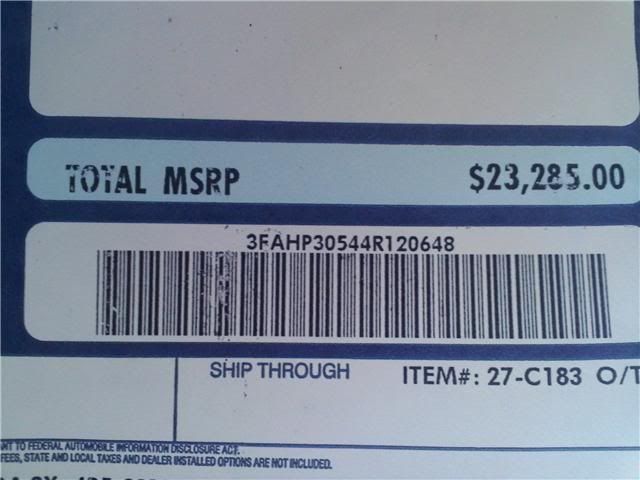 TOTAL MSRP $23,285.00
3FAHP30544R120648
SHIP THROUGH ITEM#: 27-C183 O/T
NT TO FEDERAL AUTOMOBILE INFORMATION DISCLOSURE ACT.
FEES, STATE AND LOCAL TAXES AND DEALER INSTALLED OPTIONS ARE NOT INCLUDED.